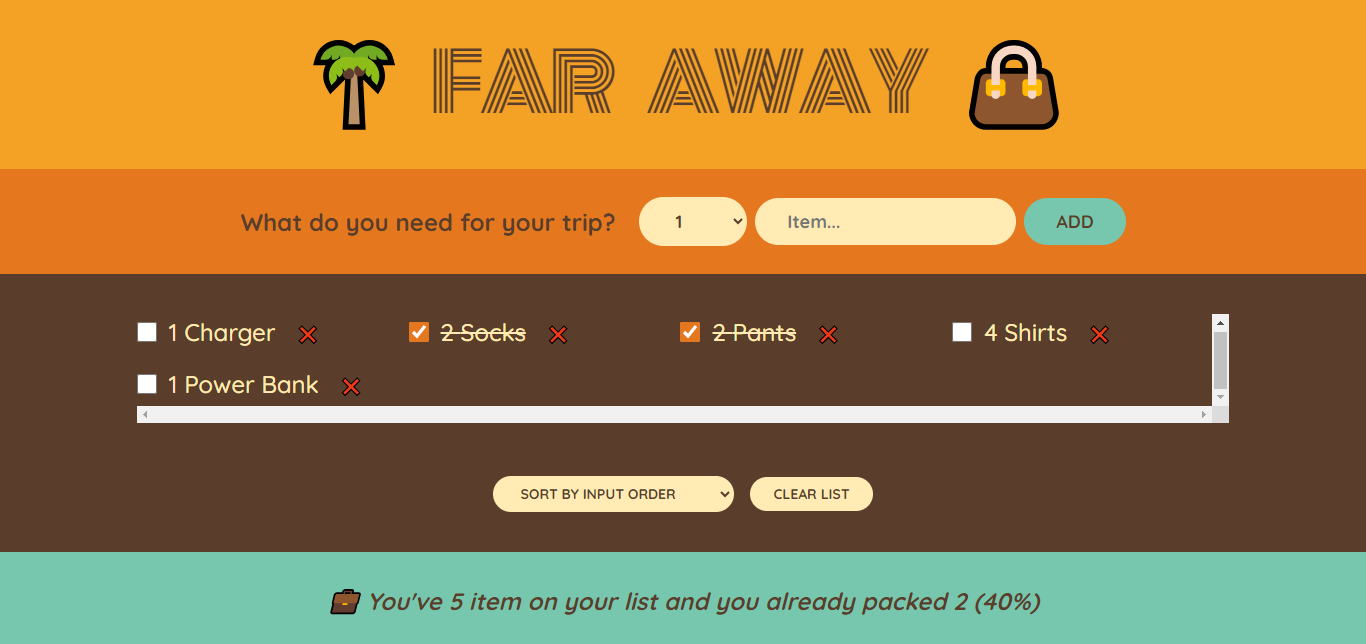 FAR AWAY
What do you need for your trip? 1 Item... ADD
1 Charger 2 Socks 2 Pants 4 Shirts
1 Power Bank
SORT BY INPUT ORDER CLEAR LIST
You've 5 item on your list and you already packed 2 (40%)